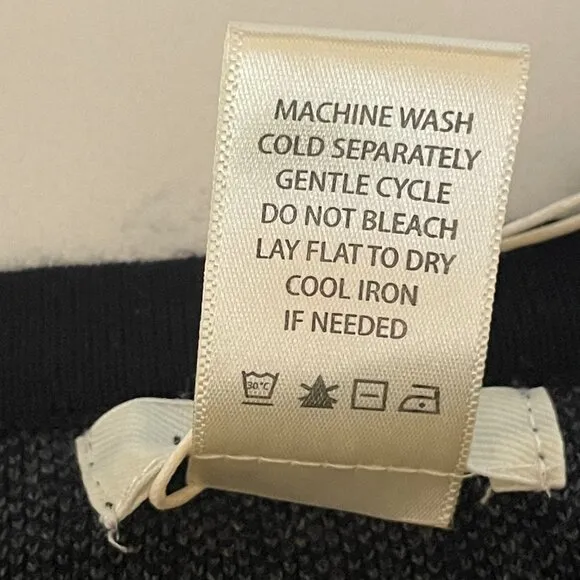 MACHINE WASH
COLD SEPARATELY
GENTLE CYCLE
DO NOT BLEACH
LAY FLAT TO DRY
COOL IRON
IF NEEDED
30°C